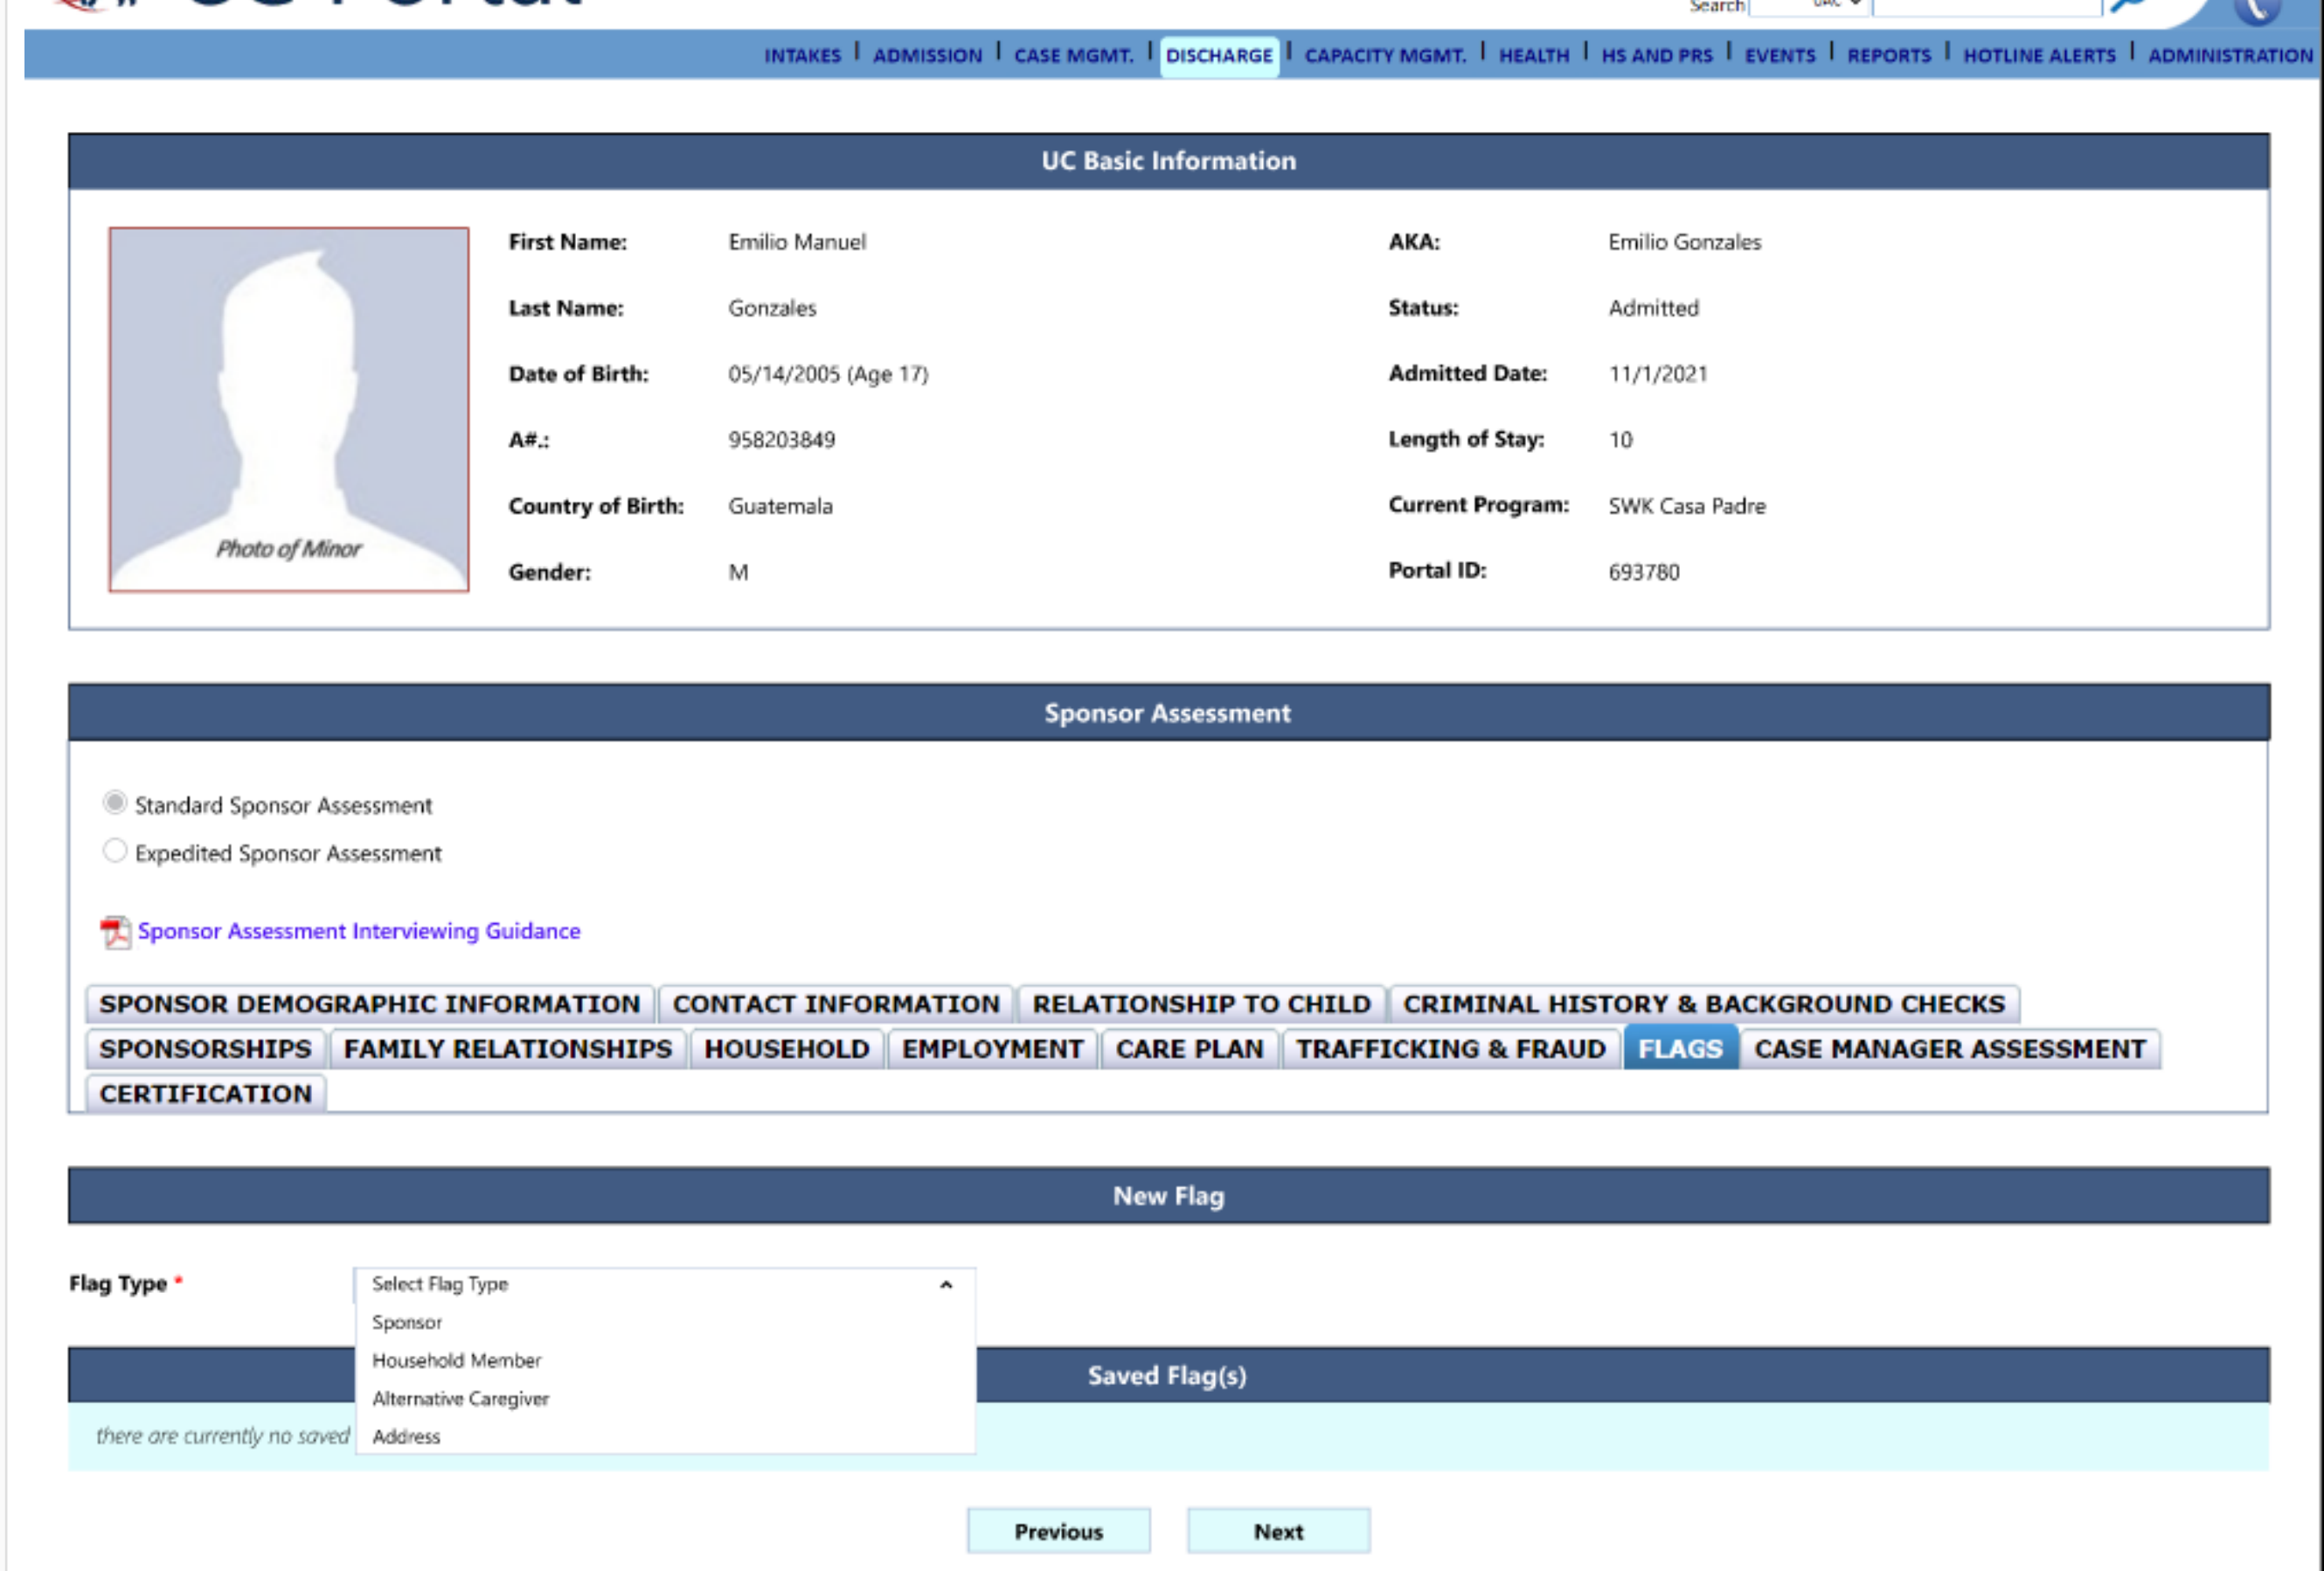 UC Portal
Search UAC
INTAKES | ADMISSION | CASE MGMT. | DISCHARGE | CAPACITY MGMT. | HEALTH | HS AND PRS | EVENTS | REPORTS | HOTLINE ALERTS | ADMINISTRATION
UC Basic Information
First Name: Emilio Manuel AKA: Emilio Gonzales
Last Name: Gonzales Status: Admitted
Date of Birth: 05/14/2005 (Age 17) Admitted Date: 11/1/2021
A#.: 958203849 Length of Stay: 10
Country of Birth: Guatemala Current Program: SWK Casa Padre
Photo of Minor
Gender: M Portal ID: 693780
Sponsor Assessment
Standard Sponsor Assessment
Expedited Sponsor Assessment
Sponsor Assessment Interviewing Guidance
SPONSOR DEMOGRAPHIC INFORMATION CONTACT INFORMATION RELATIONSHIP TO CHILD CRIMINAL HISTORY & BACKGROUND CHECKS
SPONSORSHIPS FAMILY RELATIONSHIPS HOUSEHOLD EMPLOYMENT CARE PLAN TRAFFICKING & FRAUD FLAGS CASE MANAGER ASSESSMENT
CERTIFICATION
New Flag
Flag Type * Select Flag Type
Sponsor
Household Member
Saved Flag(s)
Alternative Caregiver
there are currently no saved Address
Previous Next